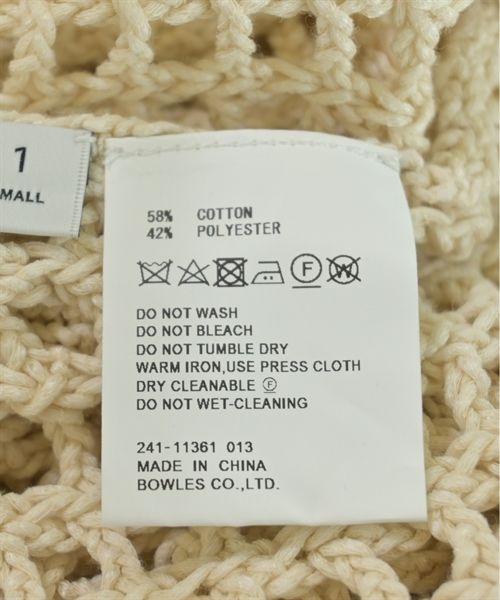 1
MALL
58% COTTON
42% POLYESTER
F W
DO NOT WASH
DO NOT BLEACH
DO NOT TUMBLE DRY
WARM IRON,USE PRESS CLOTH
DRY CLEANABLE Ⓕ
DO NOT WET-CLEANING
241-11361 013
MADE IN CHINA
BOWLES CO.,LTD.